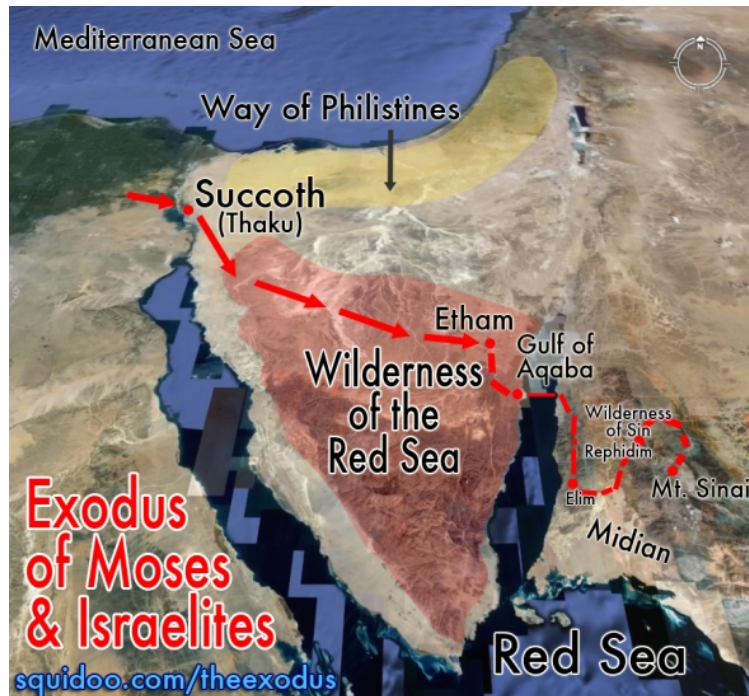 Mediterranean Sea
N
Way of Philistines
Succoth
(Thaku)
Etham
Gulf of
Aqaba
Wilderness
of the
Red Sea
Wilderness
of Sin
Rephidim
Mt. Sinai
Elim
Midian
Exodus
of Moses
& Israelites
Red Sea
squidoo.com/theexodus